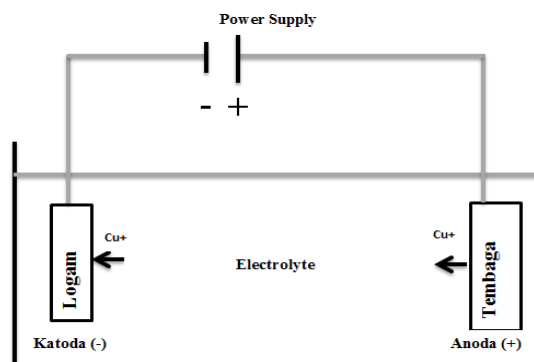 Power Supply
- +
Cu+
Cu+
Logam
Electrolyte
Tembaga
Katoda (-)
Anoda (+)